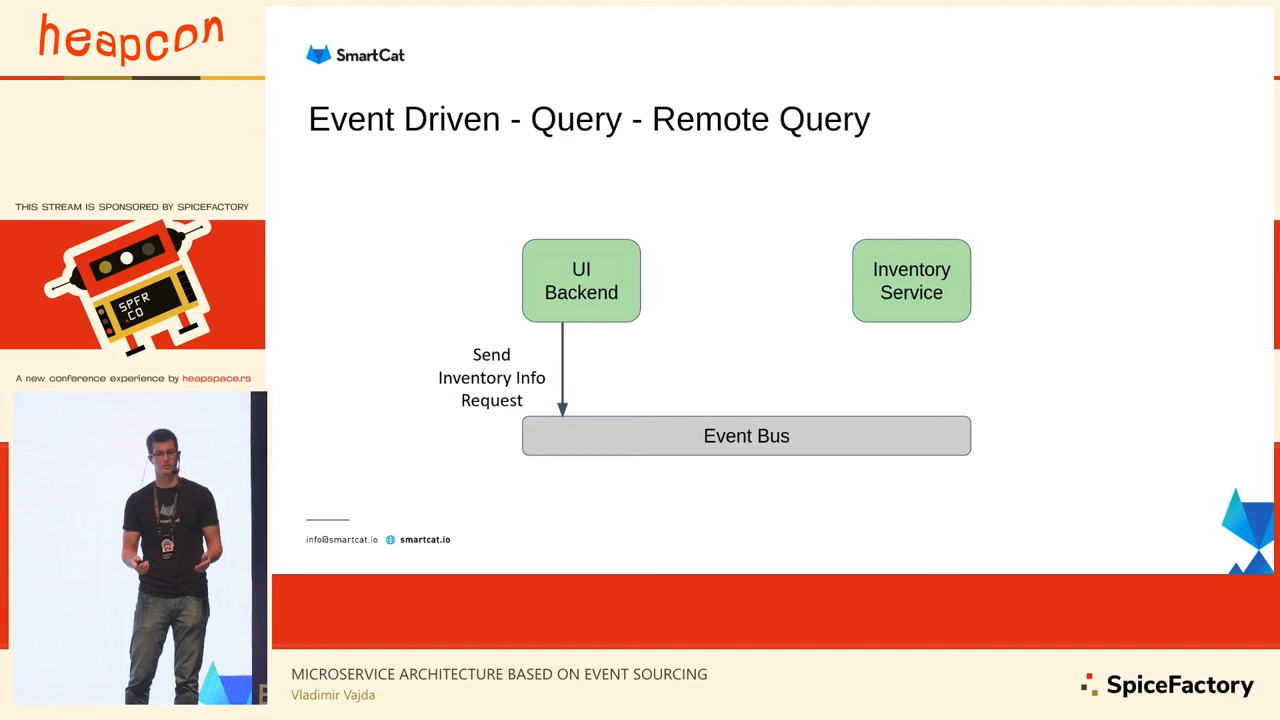 heapcon
THIS STREAM IS SPONSORED BY SPICEFACTORY
SPFR
.CO
A new conference experience by heapspace.rs
SmartCat
Event Driven - Query - Remote Query
UI
Backend
Inventory
Service
Send
Inventory Info
Request
Event Bus
info@smartcat.io smartcat.io
MICROSERVICE ARCHITECTURE BASED ON EVENT SOURCING
Vladimir Vajda
SpiceFactory